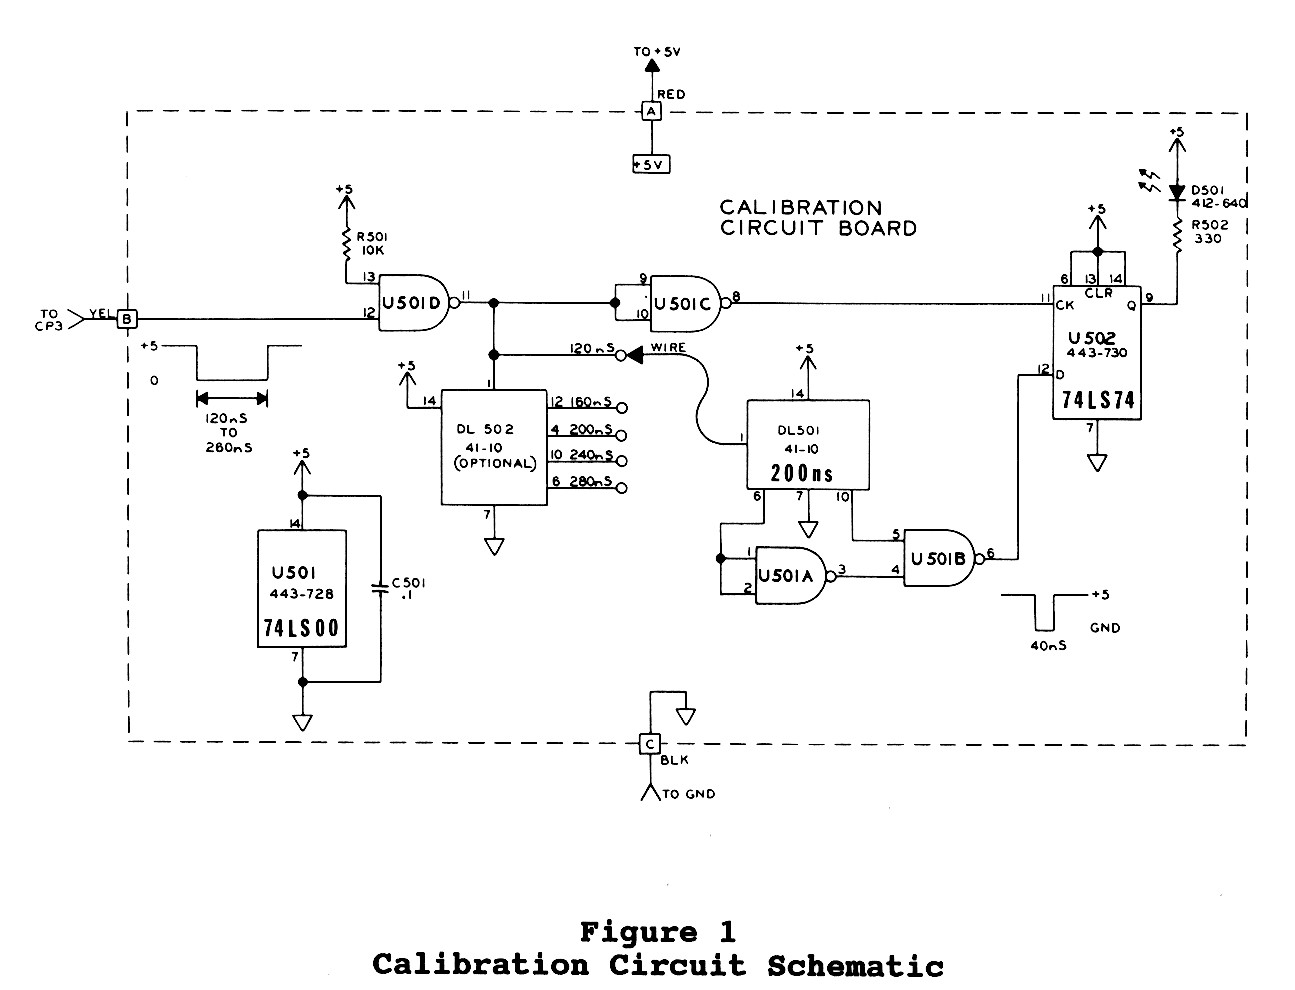 TO +5V
RED
A
+5V
+5
D501
412-640
R502
330
CALIBRATION
CIRCUIT BOARD
+5
R501
10K
13
12
U501D
11
9
10
U501C
8
+5
6 13 14
CLR
11 CK
Q 9
U502
443-730
12 D
74LS74
7
TO
CP3
YEL
B
+5
0
120nS
TO
280nS
120 nS
WIRE
+5
14
1
DL 502
41-10
(OPTIONAL)
12 160nS
4 200nS
10 240nS
6 280nS
7
+5
14
1
DL501
41-10
200ns
6 7 10
1
2
U501A
3
5
4
U501B
6
+5
GND
40nS
+5
14
U501
443-728
74LS00
7
C501
.1
C
BLK
TO GND
Figure 1
Calibration Circuit Schematic